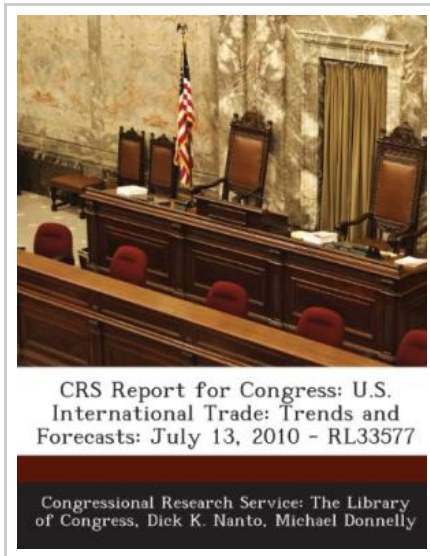 CRS Report for Congress: U.S.
International Trade: Trends and
Forecasts: July 13, 2010 - RL33577
Congressional Research Service: The Library
of Congress, Dick K. Nanto, Michael Donnelly